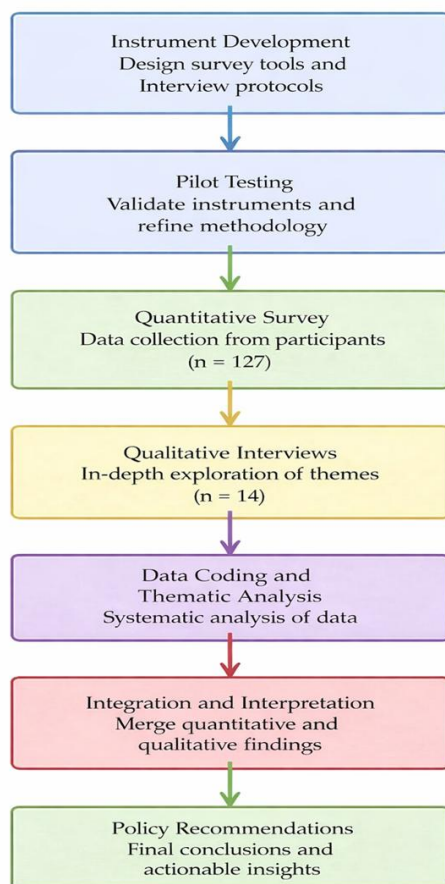 Instrument Development
Design survey tools and
Interview protocols
Pilot Testing
Validate instruments and
refine methodology
Quantitative Survey
Data collection from participants
(n = 127)
Qualitative Interviews
In-depth exploration of themes
(n = 14)
Data Coding and
Thematic Analysis
Systematic analysis of data
Integration and Interpretation
Merge quantitative and
qualitative findings
Policy Recommendations
Final conclusions and
actionable insights